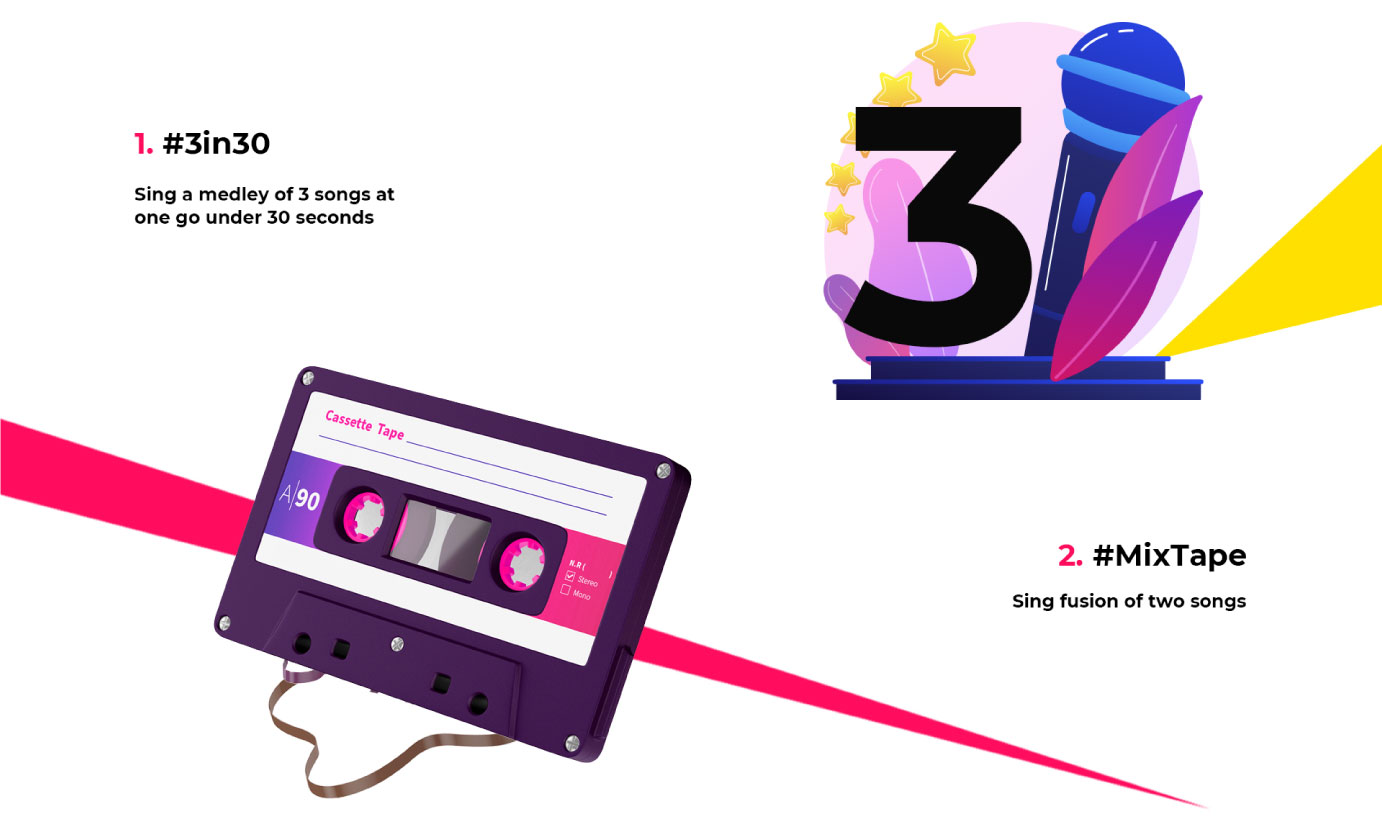 1. #3in30
Sing a medley of 3 songs at
one go under 30 seconds
3
Cassette Tape
A|90
N.R ( )
Stereo
Mono
2. #MixTape
Sing fusion of two songs